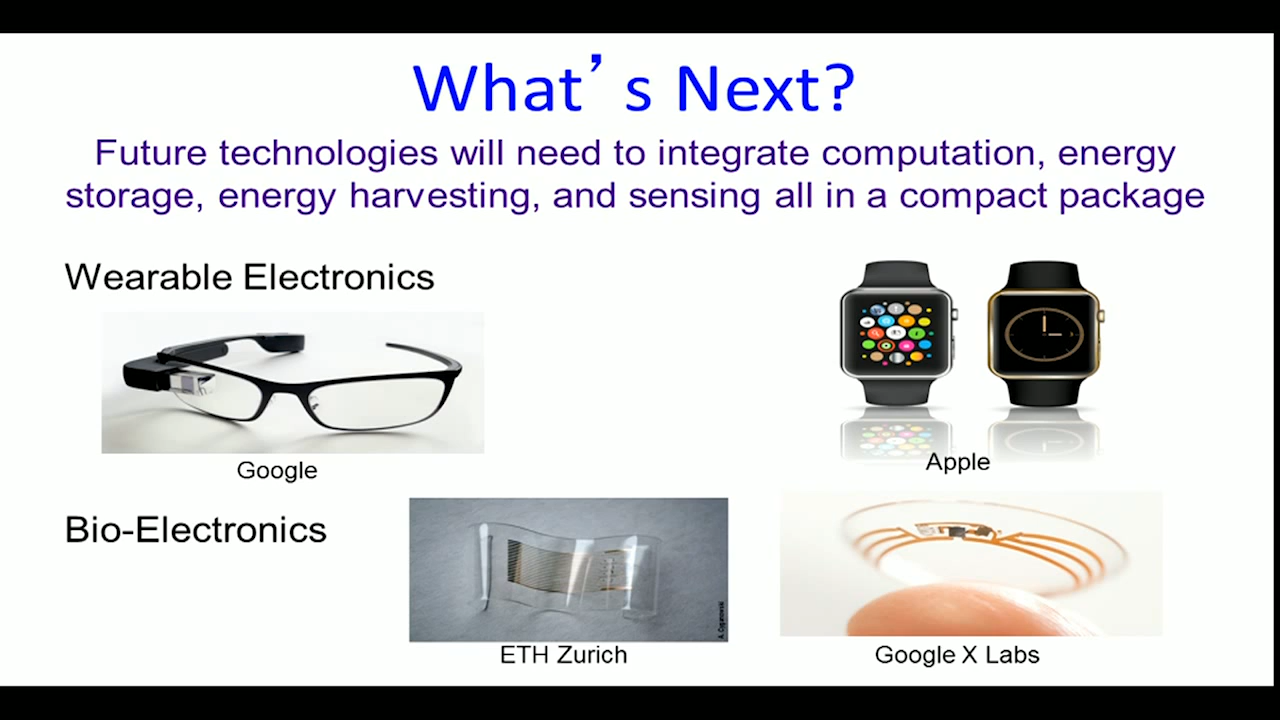 What's Next?
Future technologies will need to integrate computation, energy
storage, energy harvesting, and sensing all in a compact package
Wearable Electronics
Google
Apple
Bio-Electronics
ETH Zurich
Google X Labs